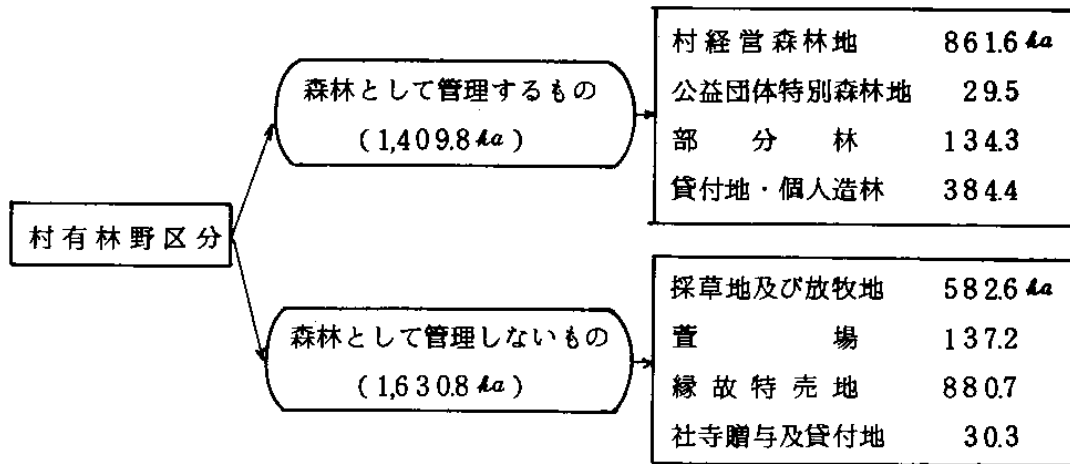 村有林野区分
森林として管理するもの
(1,409.8 ha)
村経営森林地 861.6 ha
公益団体特別森林地 29.5
部分林 134.3
貸付地・個人造林 384.4
森林として管理しないもの
(1,630.8 ha)
採草地及び放牧地 582.6 ha
萱場 137.2
縁故特売地 880.7
社寺贈与及貸付地 30.3